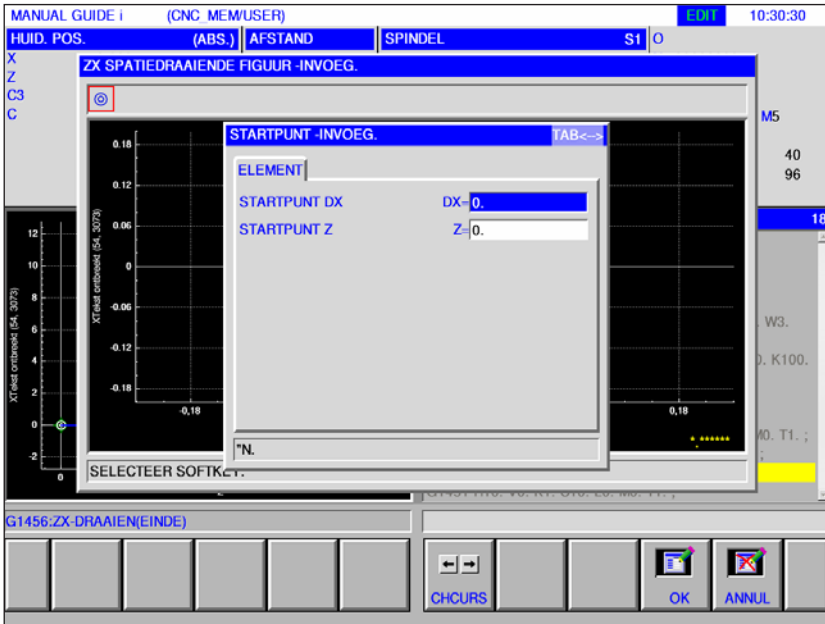 MANUAL GUIDE i (CNC_MEM/USER) EDIT 10:30:30
HUID. POS. (ABS.) AFSTAND SPINDEL S1 O
X
Z
C3
C
ZX SPATIEDRAAIENDE FIGUUR -INVOEG.
M5
40
96
STARTPUNT -INVOEG. TAB<-->
ELEMENT
STARTPUNT DX DX= 0.
STARTPUNT Z Z= 0.
"N.
0.18
0.12
0.06
0
-0.06
-0.12
-0.18
XTekst ontbreekt (54, 3073)
-0,18 0,18
*.******
SELECTEER SOFTKEY.
12
10
8
6
4
2
0
-2
XTekst ontbreekt (54, 3073)
0
18
W3.
0. K100.
M0. T1. ;
;
G1456:ZX-DRAAIEN(EINDE)
CHCURS OK ANNUL